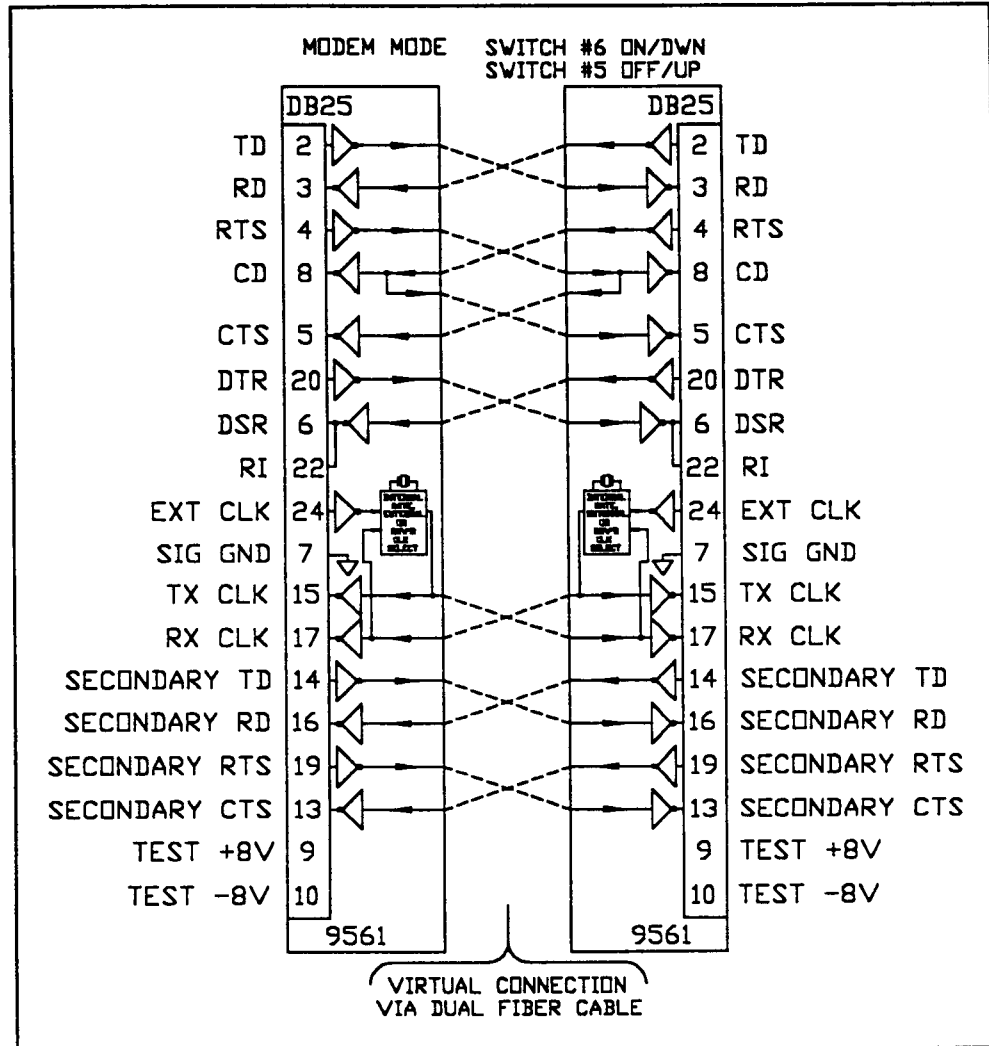 MODEM MODE SWITCH #6 ON/DWN
SWITCH #5 OFF/UP
DB25 DB25
TD 2 2 TD
RD 3 3 RD
RTS 4 4 RTS
CD 8 8 CD
CTS 5 5 CTS
DTR 20 20 DTR
DSR 6 6 DSR
RI 22 22 RI
EXT CLK 24 24 EXT CLK
SIG GND 7 7 SIG GND
TX CLK 15 15 TX CLK
RX CLK 17 17 RX CLK
SECONDARY TD 14 14 SECONDARY TD
SECONDARY RD 16 16 SECONDARY RD
SECONDARY RTS 19 19 SECONDARY RTS
SECONDARY CTS 13 13 SECONDARY CTS
TEST +8V 9 9 TEST +8V
TEST -8V 10 10 TEST -8V
9561 9561
VIRTUAL CONNECTION
VIA DUAL FIBER CABLE